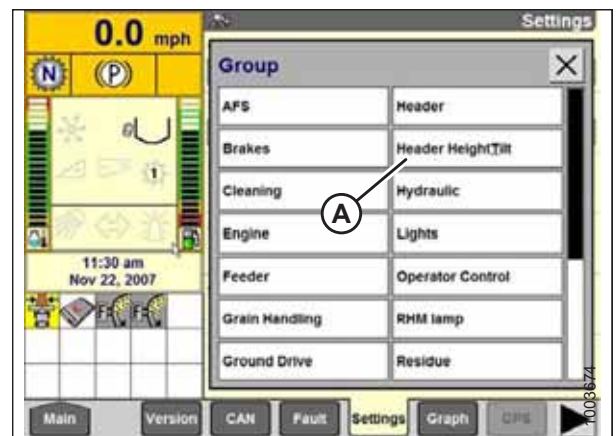 0.0 mph
N
(P)
1
11:30 am
Nov 22, 2007
Settings
Group
AFS
Header
Brakes
Header Height/Tilt
A
Cleaning
Hydraulic
Engine
Lights
Feeder
Operator Control
Grain Handling
RHM lamp
Ground Drive
Residue
Main
Version
CAN
Fault
Settings
Graph
GPS
1003674